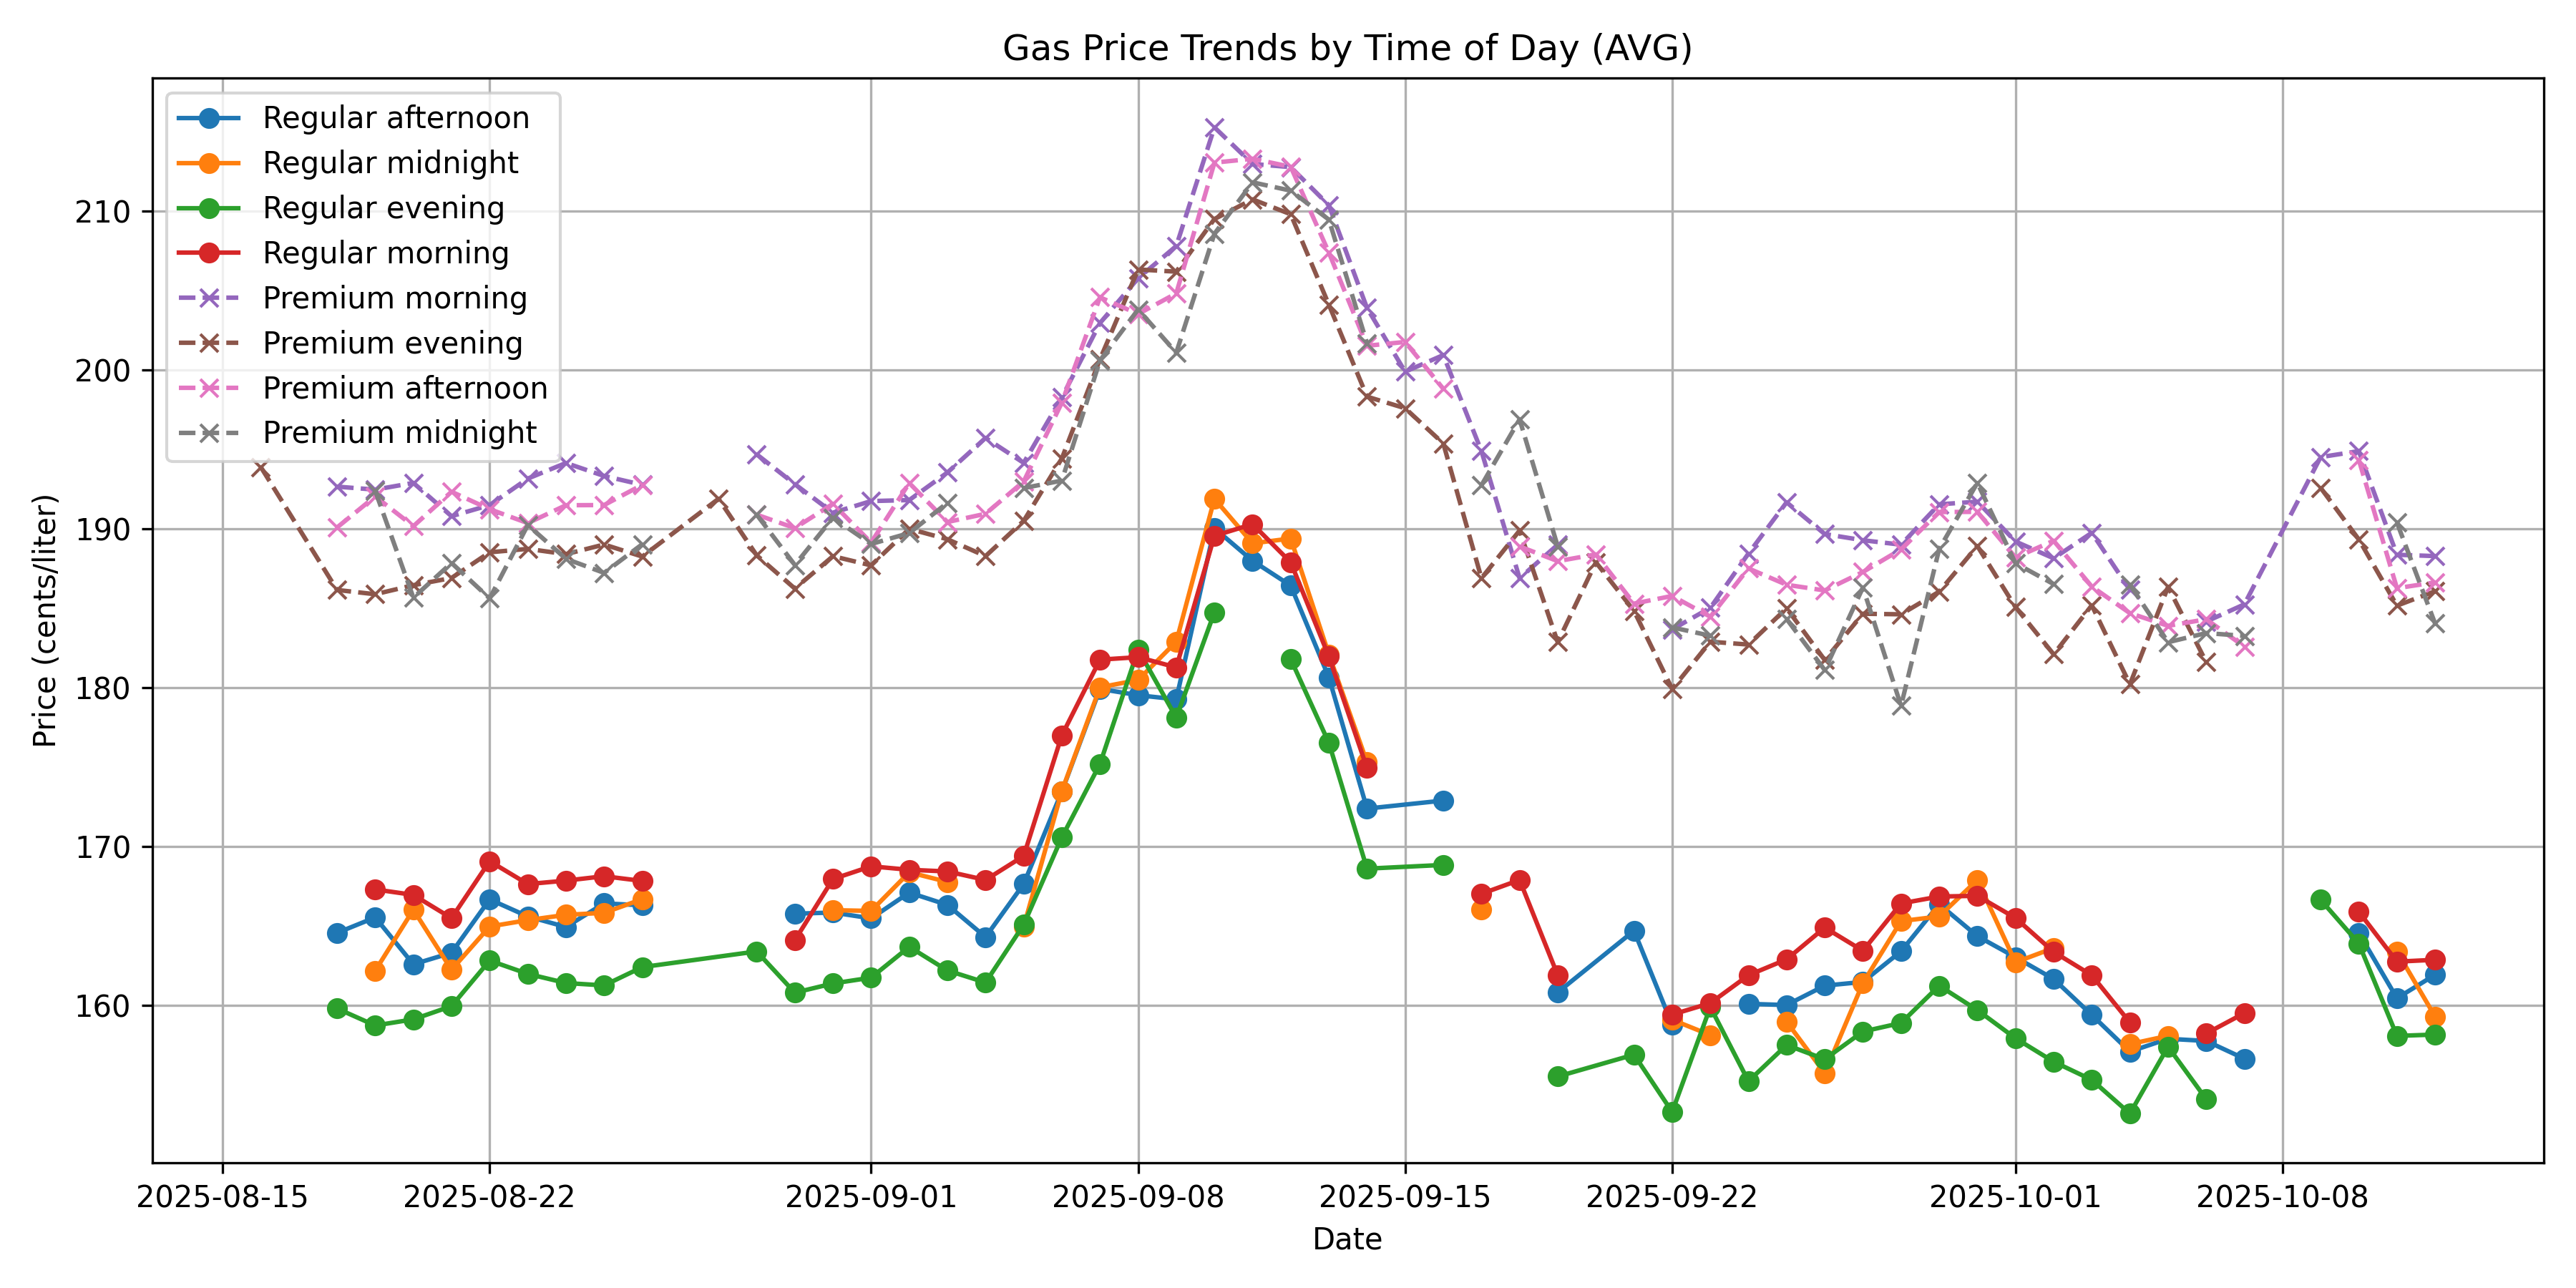 Gas Price Trends by Time of Day (AVG)
Regular afternoon
Regular midnight
Regular evening
Regular morning
Premium morning
Premium evening
Premium afternoon
Premium midnight
Price (cents/liter)
210
200
190
180
170
160
2025-08-15 2025-08-22 2025-09-01 2025-09-08 2025-09-15 2025-09-22 2025-10-01 2025-10-08
Date